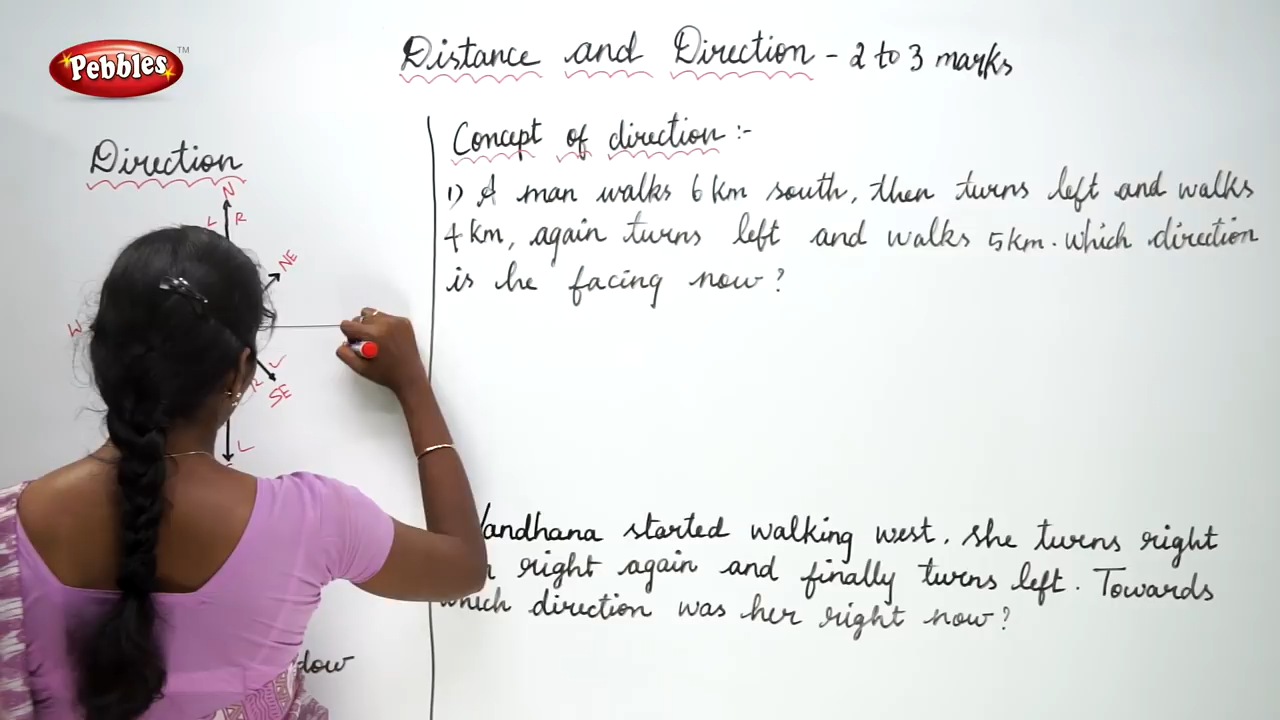 Pebbles TM
Distance and Direction - 2 to 3 marks
Direction
N
L R
NE
W
L
R
SE
L
Concept of direction :-
1) A man walks 6 km south, then turns left and walks
4 km, again turns left and walks 5 km. which direction
is he facing now?
Vandhana started walking west. She turns right
right again and finally turns left. Towards
which direction was her right now?